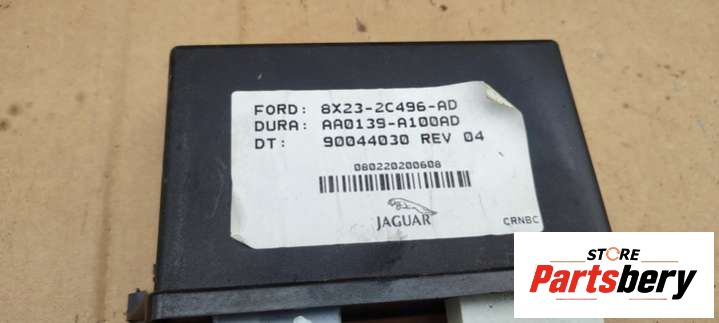 FORD: 8X23-2C496-AD
DURA: AA0139-A100AD
DT: 90044030 REV 04
080220200608
JAGUAR
CRNBC
STORE
Partsbery